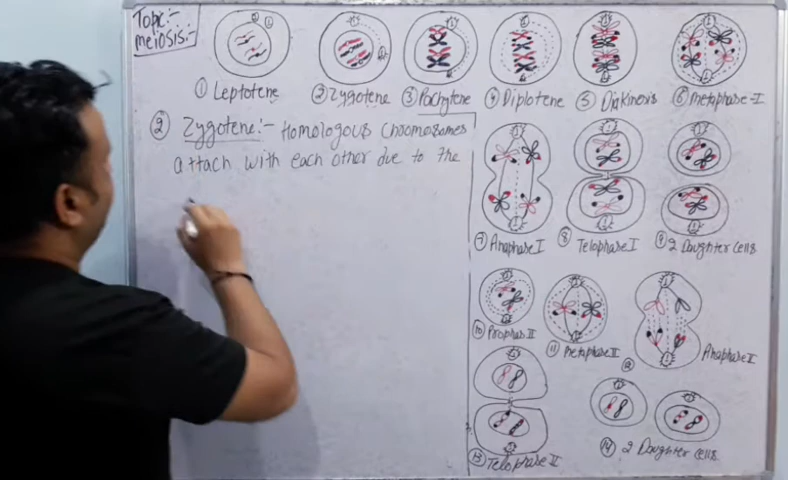 Topic:-
meiosis:-
① Leptotene
② Zygotene
③ Pachytene
④ Diplotene
⑤ Diakinesis
⑥ Metaphase-I
② Zygotene:- Homologous chromosomes
attach with each other due to the
⑦ Anaphase I
⑧ Telophase I
⑨ 2 Daughter cells
⑩ Prophas II
⑪ Metaphase II
⑫ Anaphase I
⑬ Telophase II
⑭ 2 Daughter cells